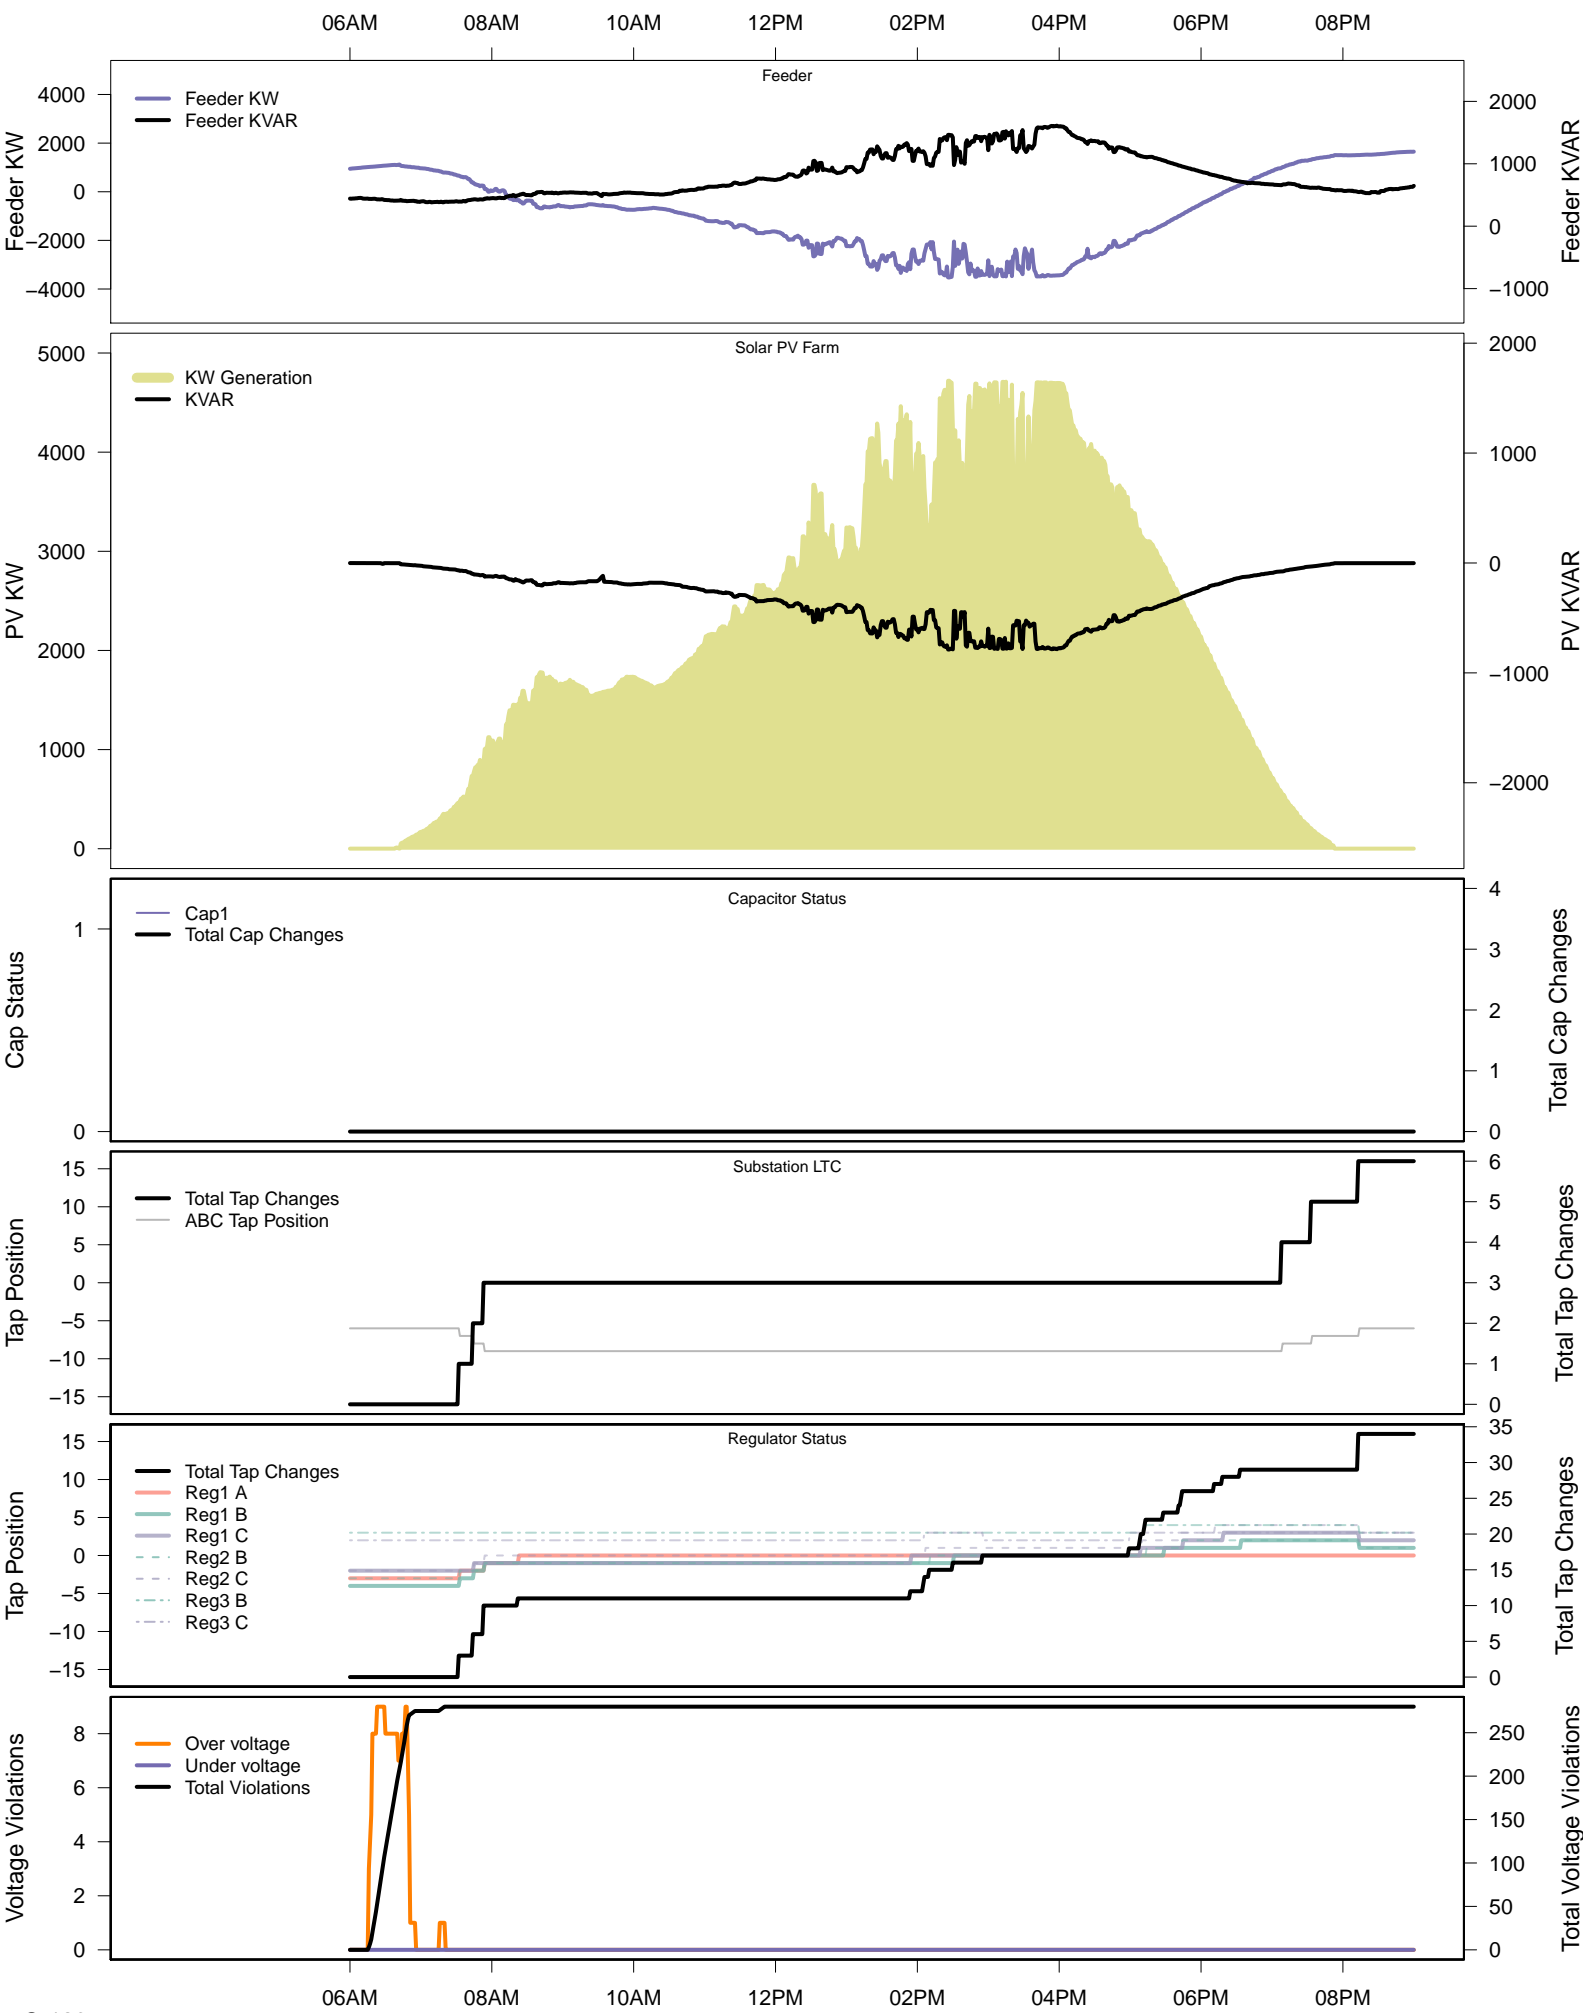 06AM 08AM 10AM 12PM 02PM 04PM 06PM 08PM
Feeder
Feeder KW
Feeder KVAR
4000
2000
0
−2000
−4000
Feeder KW
2000
1000
0
−1000
Feeder KVAR
Solar PV Farm
KW Generation
KVAR
5000
4000
3000
2000
1000
0
PV KW
2000
1000
0
−1000
−2000
PV KVAR
Capacitor Status
Cap1
Total Cap Changes
1
0
Cap Status
4
3
2
1
0
Total Cap Changes
Substation LTC
Total Tap Changes
ABC Tap Position
15
10
5
0
−5
−10
−15
Tap Position
6
5
4
3
2
1
0
Total Tap Changes
Regulator Status
Total Tap Changes
Reg1 A
Reg1 B
Reg1 C
Reg2 B
Reg2 C
Reg3 B
Reg3 C
15
10
5
0
−5
−10
−15
Tap Position
35
30
25
20
15
10
5
0
Total Tap Changes
Over voltage
Under voltage
Total Violations
8
6
4
2
0
Voltage Violations
250
200
150
100
50
0
Total Voltage Violations
06AM 08AM 10AM 12PM 02PM 04PM 06PM 08PM